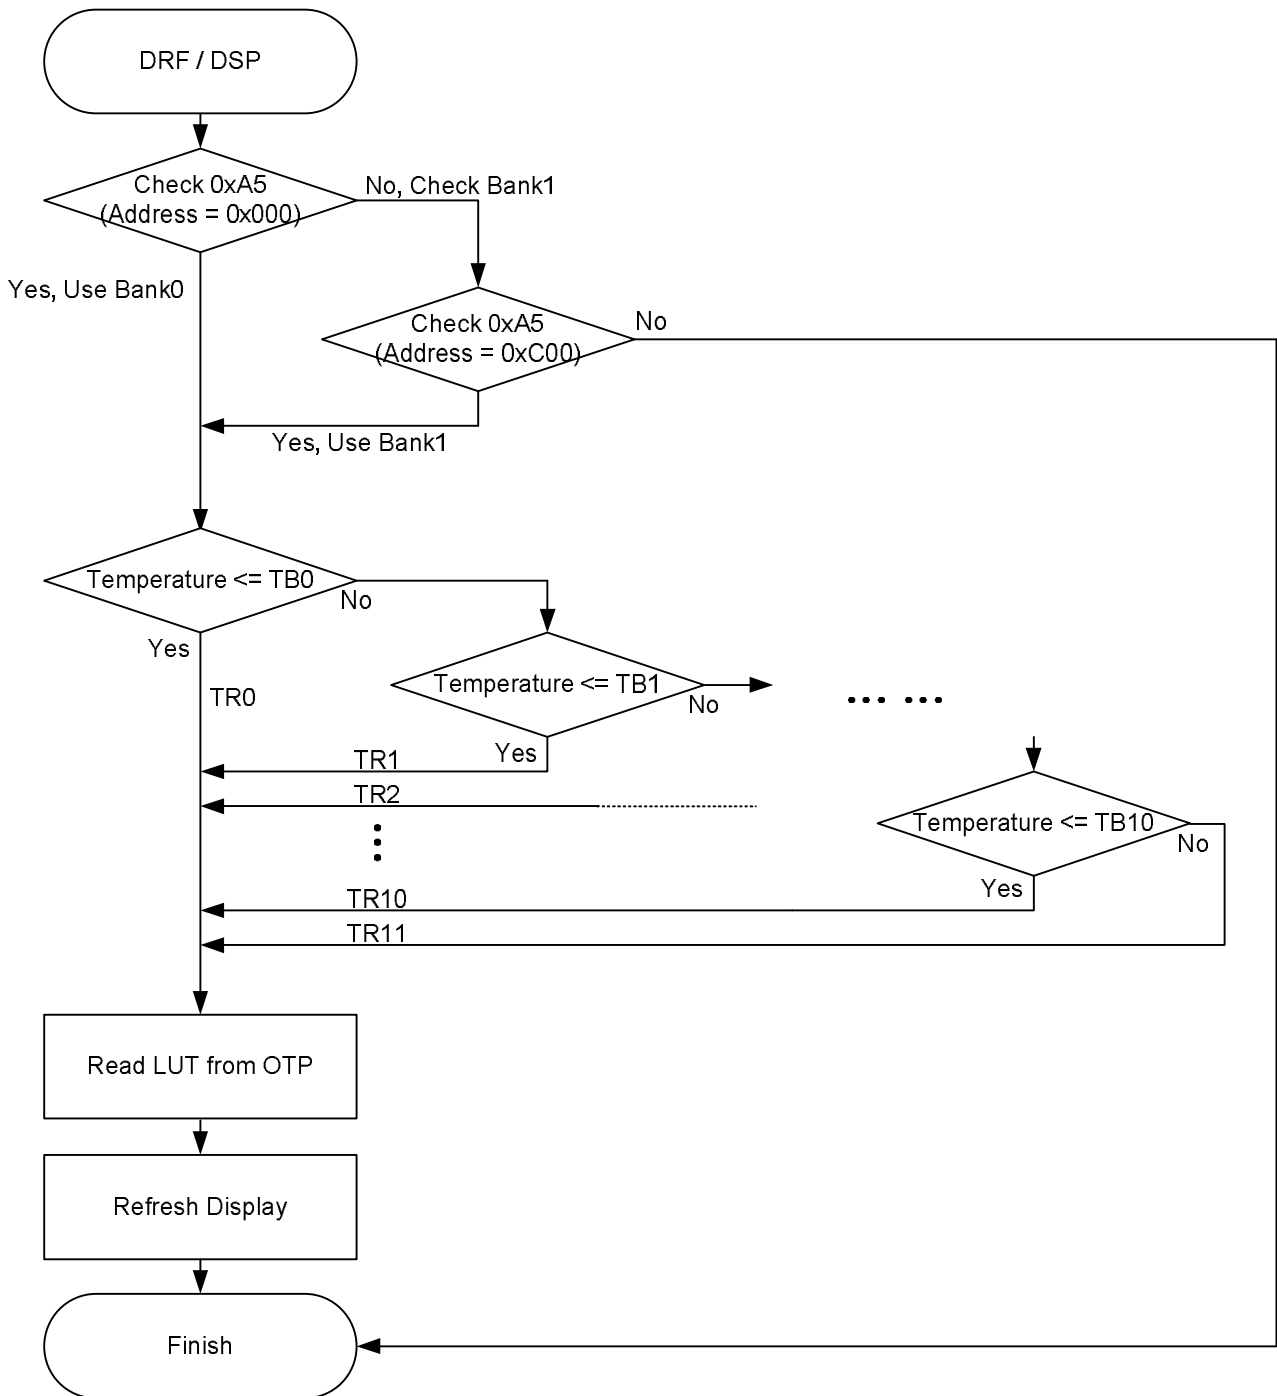 DRF / DSP
Check 0xA5
(Address = 0x000)
No, Check Bank1
Yes, Use Bank0
Check 0xA5
(Address = 0xC00)
No
Yes, Use Bank1
Temperature <= TB0
No
Yes
TR0
Temperature <= TB1
No
... ...
Yes
TR1
TR2
Temperature <= TB10
No
Yes
TR10
TR11
Read LUT from OTP
Refresh Display
Finish